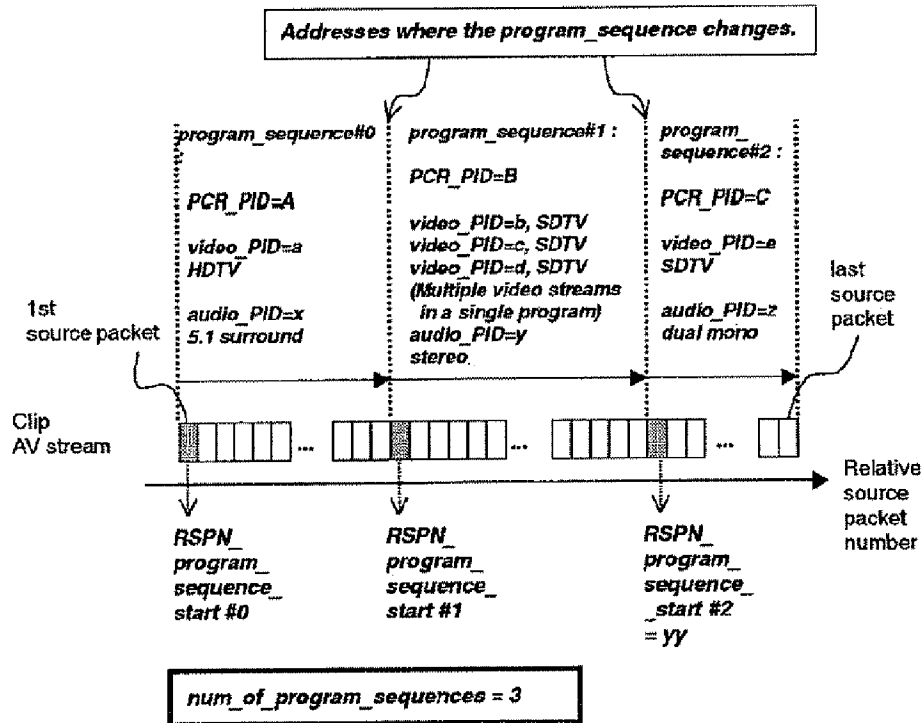 Addresses where the program_sequence changes.
program_sequence#0
:
PCR_PID=A
video_PID=a
HDTV
audio_PID=x
5.1 surround
program_sequence#1 :
PCR_PID=B
video_PID=b, SDTV
video_PID=c, SDTV
video_PID=d, SDTV
(Multiple video streams
in a single program)
audio_PID=y
stereo.
program_
sequence#2 :
PCR_PID=C
video_PID=e
SDTV
audio_PID=z
dual mono
1st
source packet
last
source
packet
Clip
AV stream
...
...
...
Relative
source
packet
number
RSPN_
program_
sequence_
start #0
RSPN_
program_
sequence_
start #1
RSPN_
program_
sequence_
_start #2
= yy
num_of_program_sequences = 3